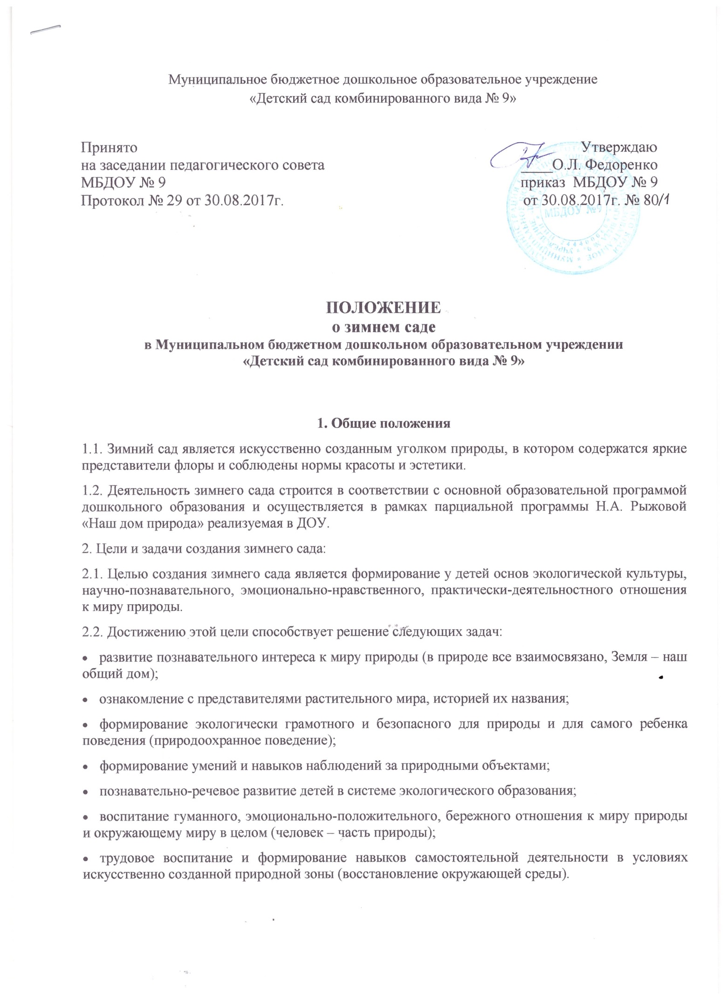 Муниципальное бюджетное дошкольное образовательное учреждение
«Детский сад комбинированного вида № 9»
Принято
на заседании педагогического совета
МБДОУ № 9
Протокол № 29 от 30.08.2017г.
Утверждаю
____О.Л. Федоренко
приказ МБДОУ № 9
от 30.08.2017г. № 80/1
МБДОУ №9
ПОЛОЖЕНИЕ
о зимнем саде
в Муниципальном бюджетном дошкольном образовательном учреждении
«Детский сад комбинированного вида № 9»
1. Общие положения
1.1. Зимний сад является искусственно созданным уголком природы, в котором содержатся яркие
представители флоры и соблюдены нормы красоты и эстетики.
1.2. Деятельность зимнего сада строится в соответствии с основной образовательной программой
дошкольного образования и осуществляется в рамках парциальной программы Н.А. Рыжовой
«Наш дом природа» реализуемая в ДОУ.
2. Цели и задачи создания зимнего сада:
2.1. Целью создания зимнего сада является формирование у детей основ экологической культуры,
научно-познавательного, эмоционально-нравственного, практически-деятельностного отношения
к миру природы.
2.2. Достижению этой цели способствует решение следующих задач:
• развитие познавательного интереса к миру природы (в природе все взаимосвязано, Земля – наш
общий дом);
• ознакомление с представителями растительного мира, историей их названия;
• формирование экологически грамотного и безопасного для природы и для самого ребенка
поведения (природоохранное поведение);
• формирование умений и навыков наблюдений за природными объектами;
• познавательно-речевое развитие детей в системе экологического образования;
• воспитание гуманного, эмоционально-положительного, бережного отношения к миру природы
и окружающему миру в целом (человек – часть природы);
• трудовое воспитание и формирование навыков самостоятельной деятельности в условиях
искусственно созданной природной зоны (восстановление окружающей среды).